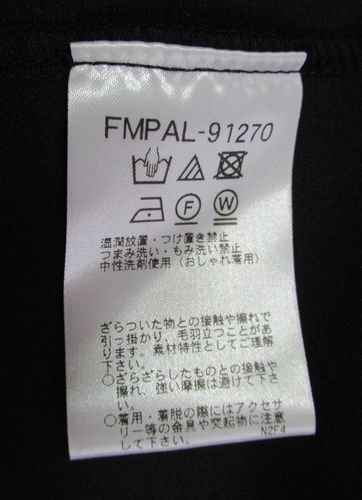 FMPAL-91270
F W
湿潤放置・つけ置き禁止
つまみ洗い・もみ洗い禁止
中性洗剤使用（おしゃれ着用）
ざらついた物との接触や擦れで
引っ掛かり、毛羽立つことがあ
ります。素材特性としてご理解
下さい。
○ざらざらしたものとの接触や
擦れ、強い摩擦は避けて下さ
い。
○着用・着脱の際にはアクセサ
リー等の金具や突起物に注意
して下さい。
N2F4